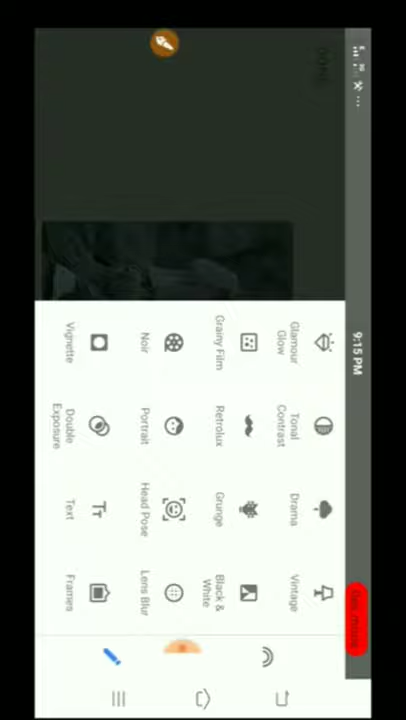 9:15 PM
Glamour
Glow
Tonal
Contrast
Drama
Vintage
Grainy Film
Retrolux
Grunge
Black &
White
Noir
Portrait
Head Pose
Lens Blur
Vignette
Double
Exposure
Text
Frames